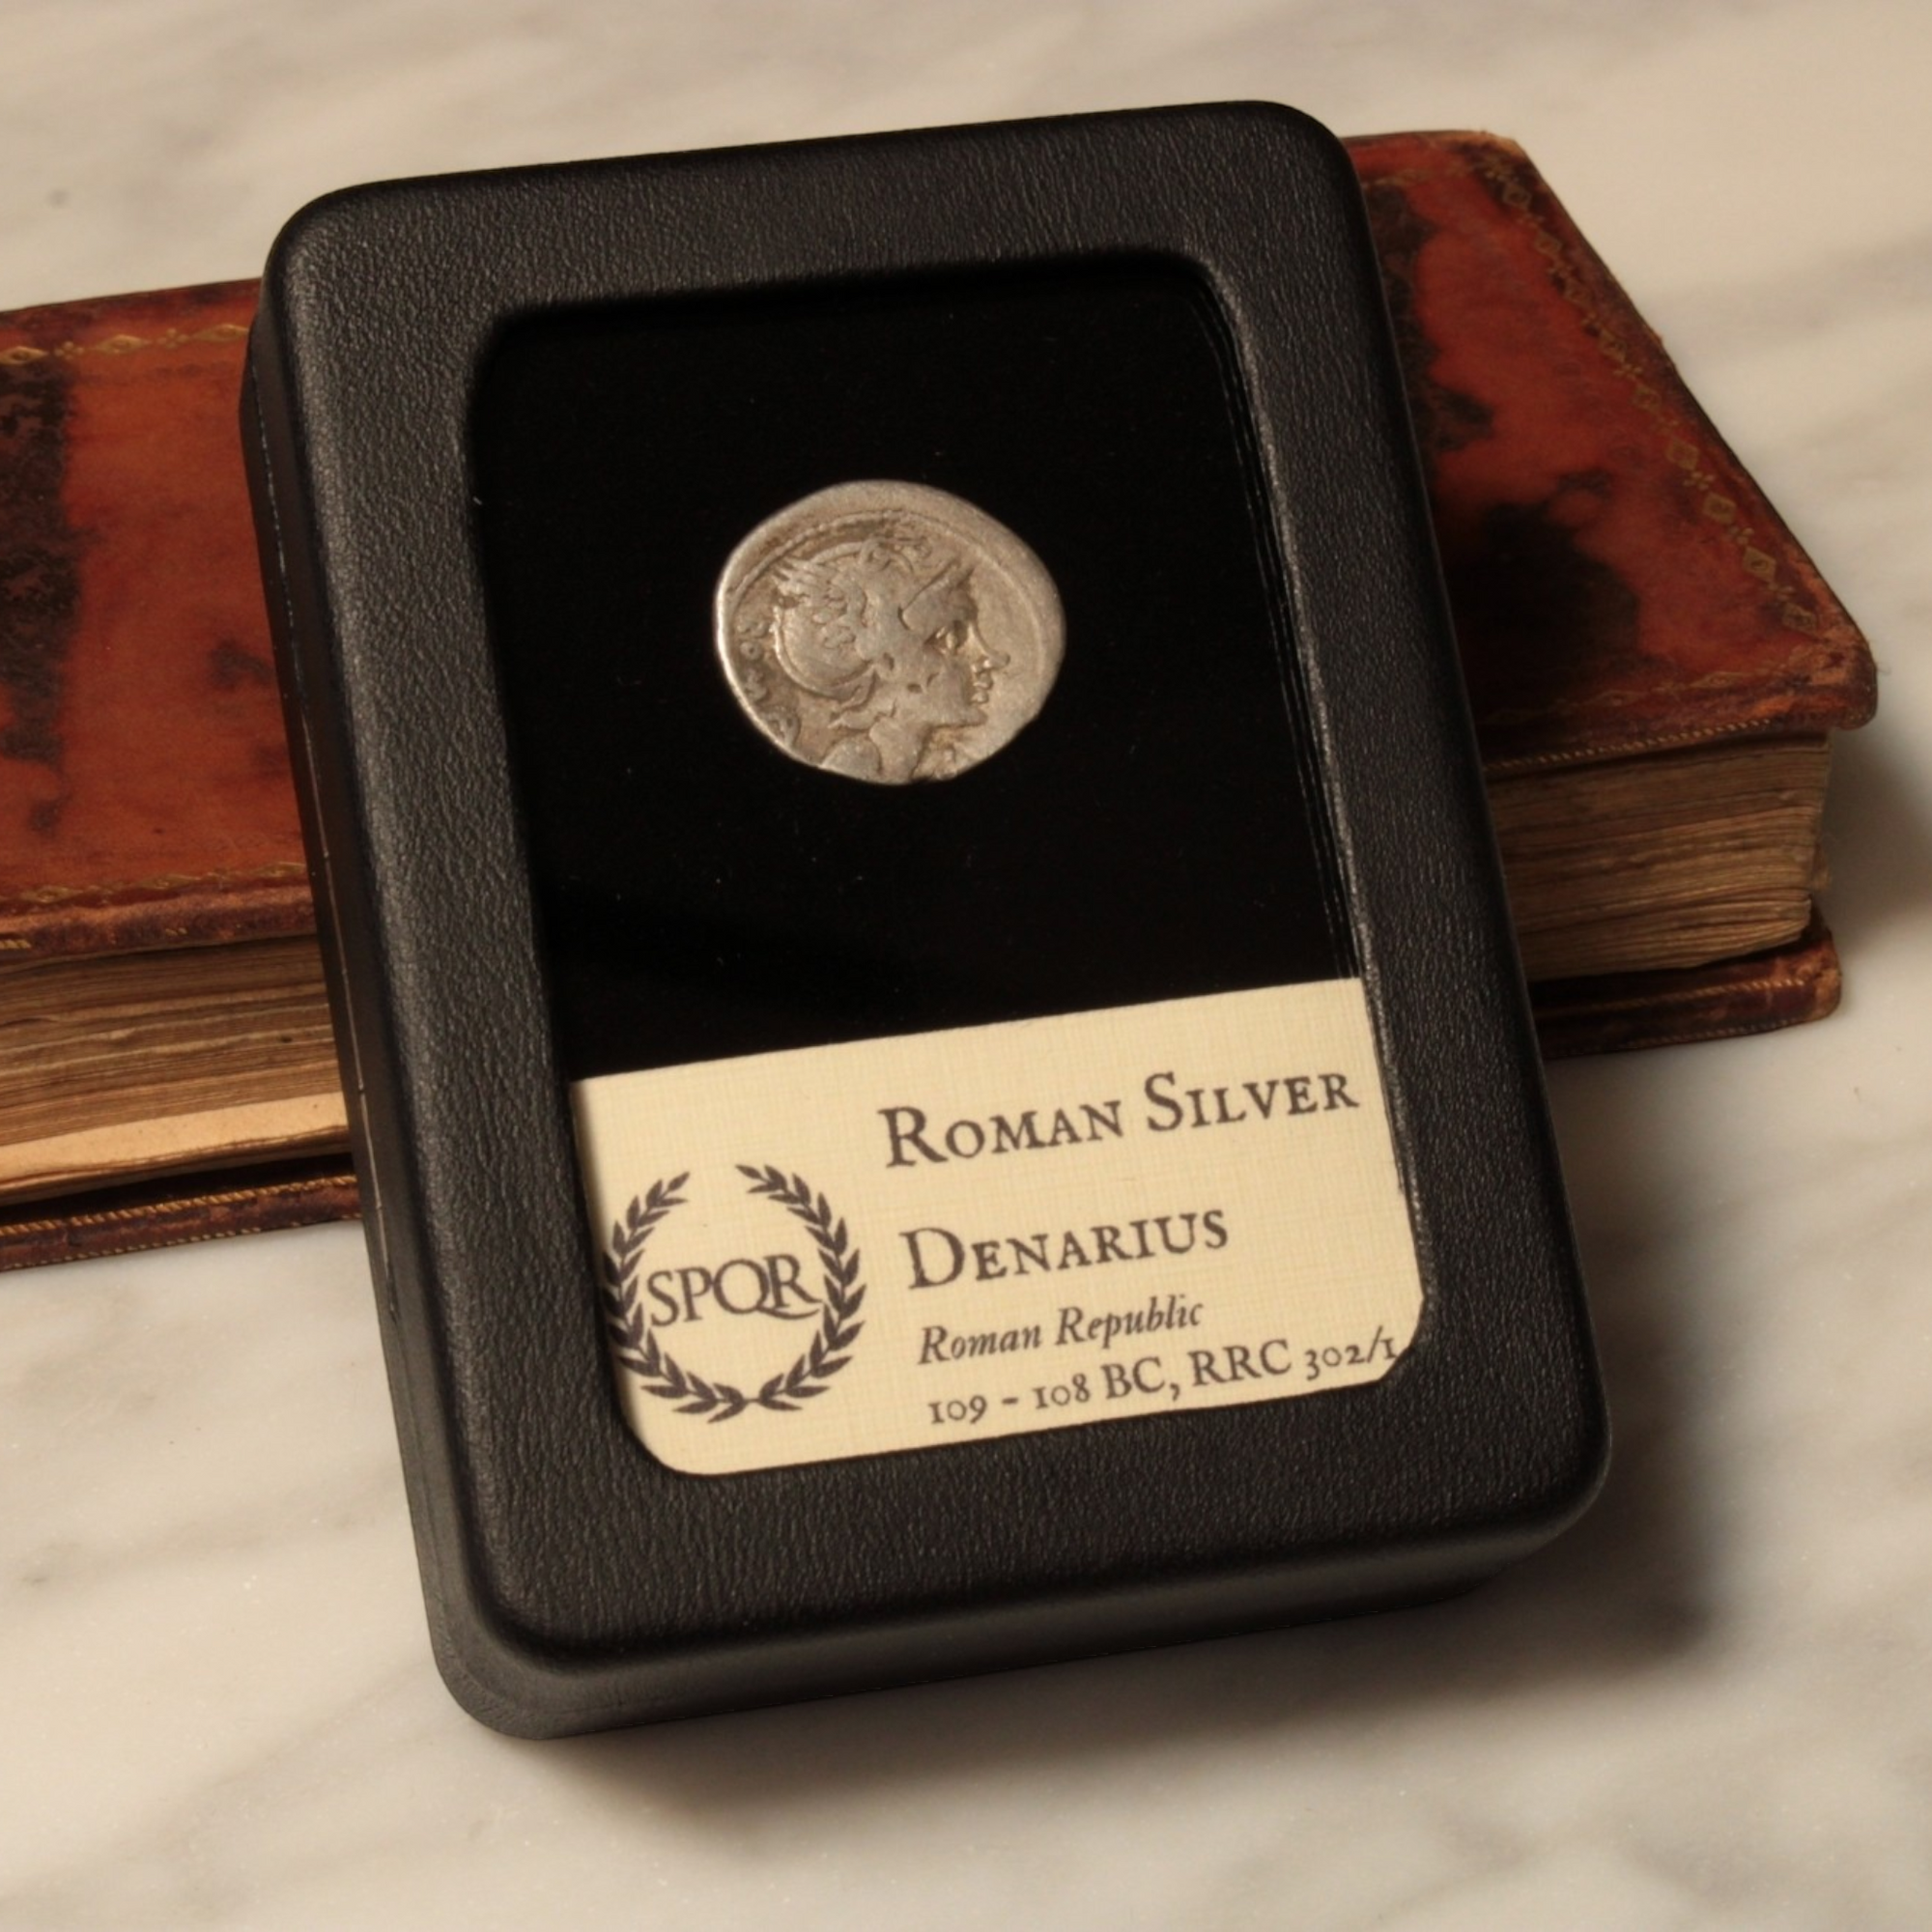 ROMAN SILVER
DENARIUS
SPQR
Roman Republic
109 - 108 BC, RRC 302/1